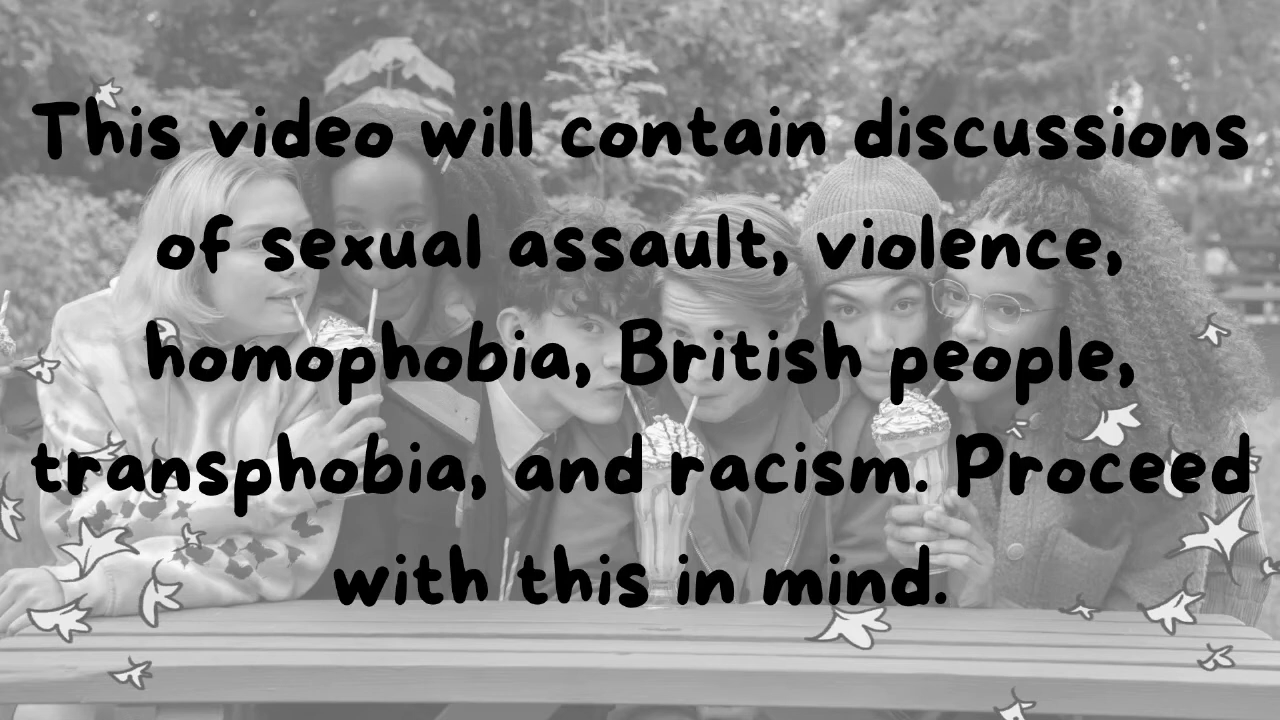 This video will contain discussions
of sexual assault, violence,
homophobia, British people,
transphobia, and racism. Proceed
with this in mind.